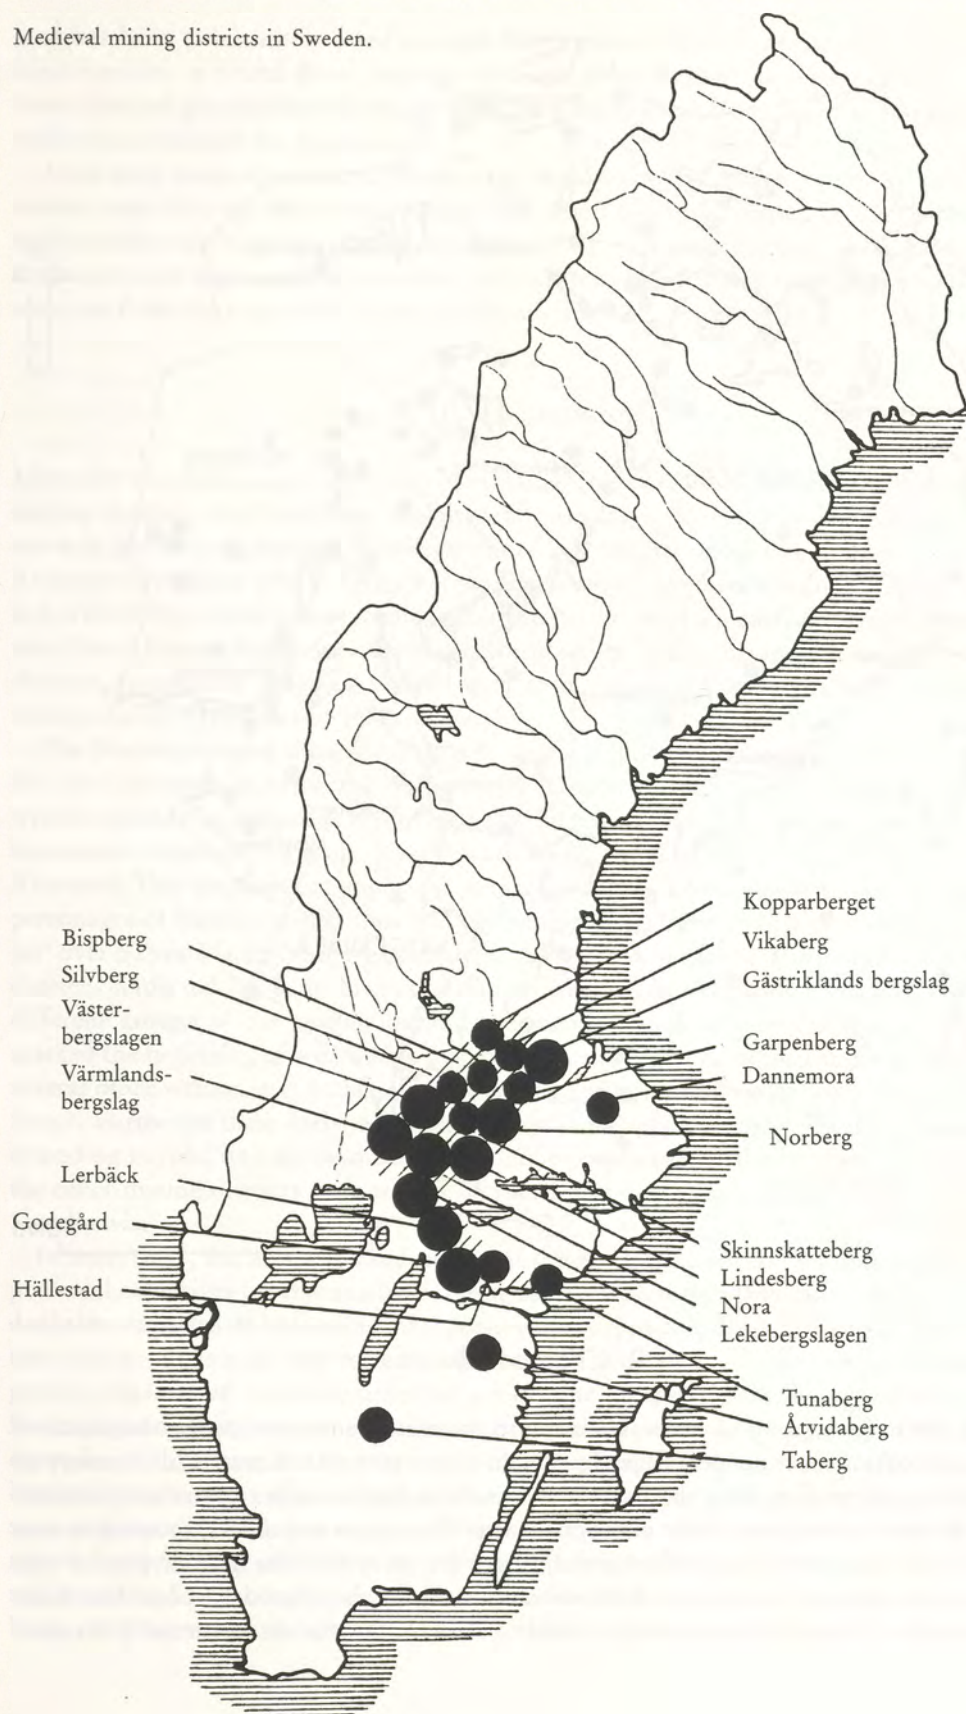 Medieval mining districts in Sweden.
Kopparberget
Vikaberg
Gästriklands bergslag
Garpenberg
Dannemora
Norberg
Bispberg
Silvberg
Väster-
bergslagen
Värmlands-
bergslag
Lerbäck
Godegård
Hällestad
Skinnskatteberg
Lindesberg
Nora
Lekebergslagen
Tunaberg
Åtvidaberg
Taberg